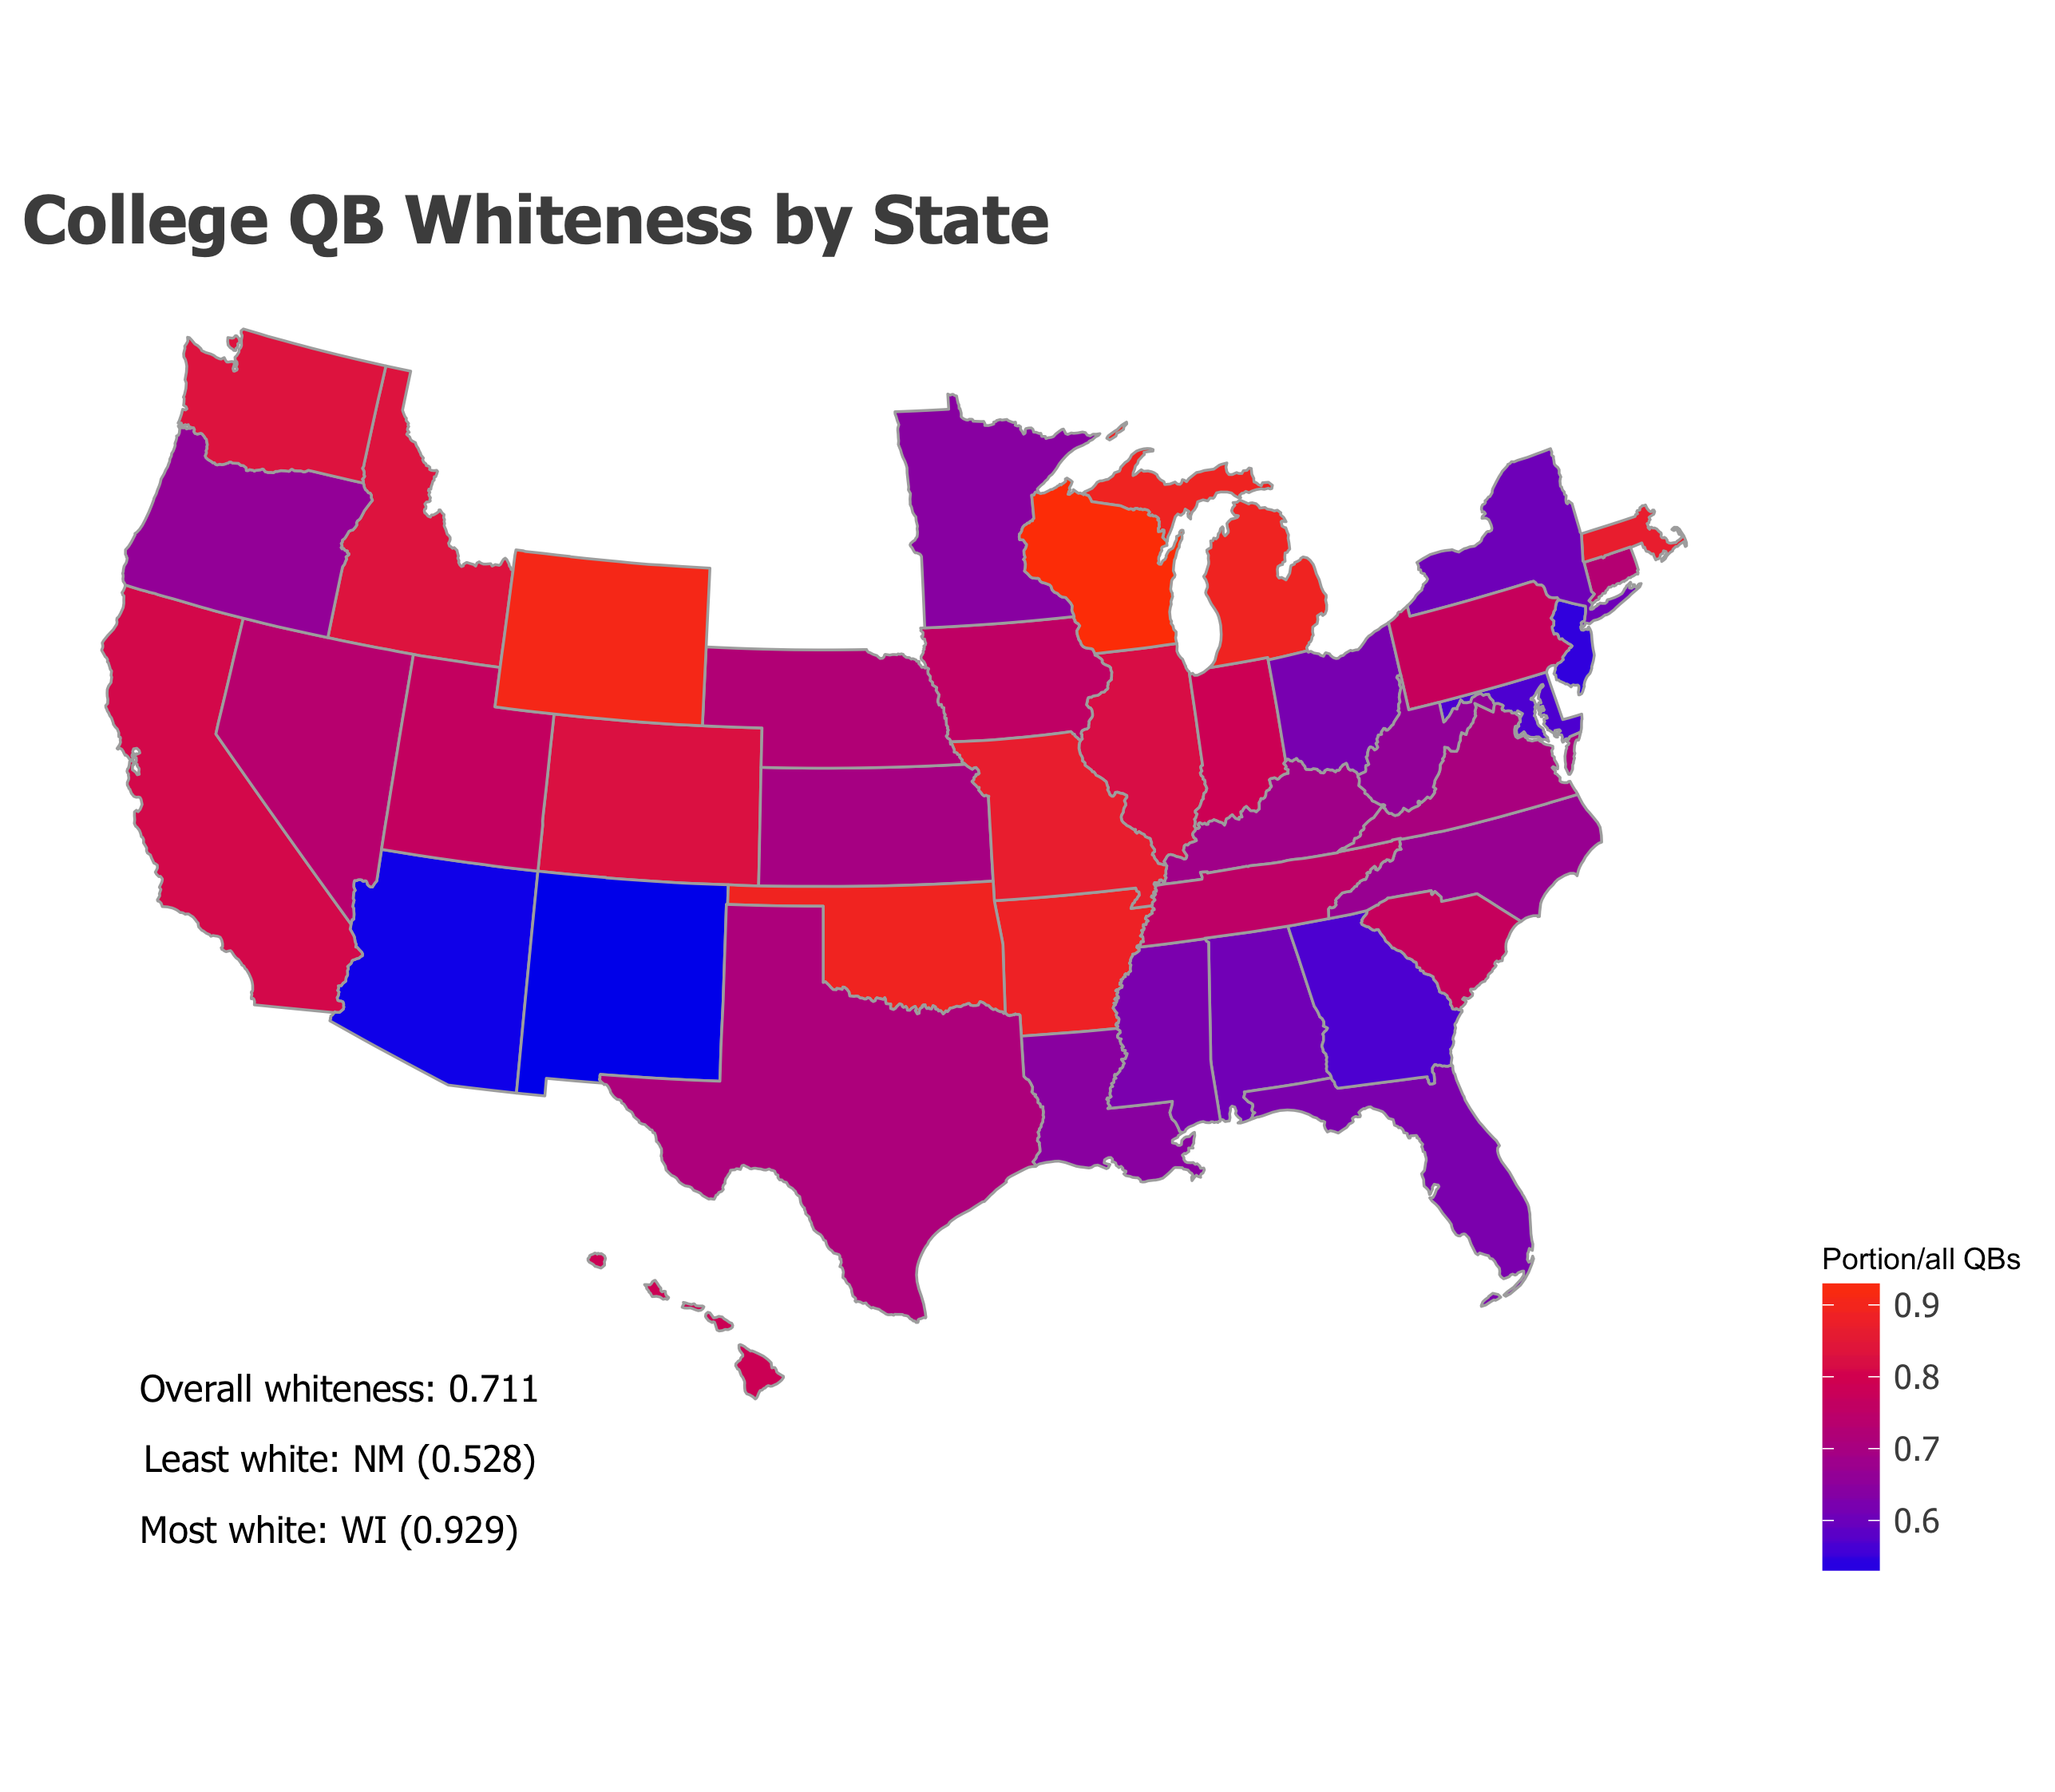 College QB Whiteness by State
Portion/all QBs
0.9
0.8
0.7
0.6
Overall whiteness: 0.711
Least white: NM (0.528)
Most white: WI (0.929)